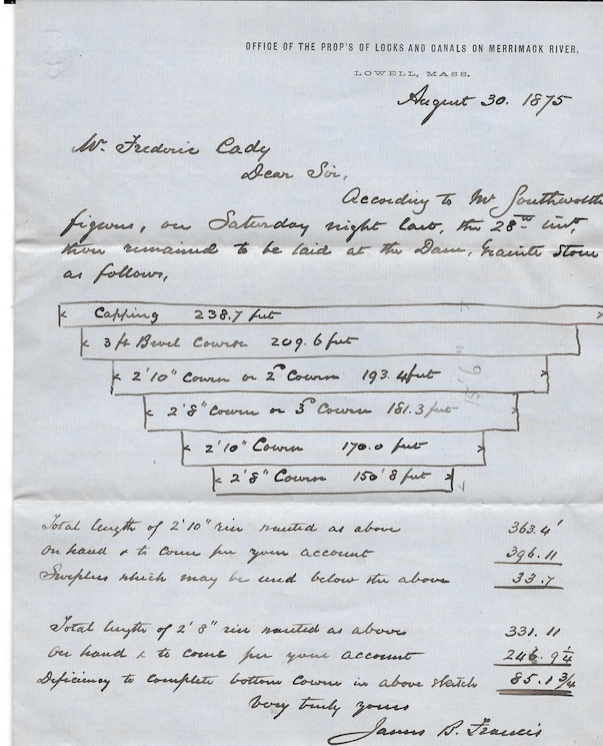 OFFICE OF THE PROP'S OF LOCKS AND CANALS ON MERRIMACK RIVER,
LOWELL, MASS.
August 30. 1875
Mr. Frederic Cady
Dear Sir,
According to Mr Southworth
figures, on Saturday night last, the 28th inst,
there remained to be laid at the Dam, Granite Stone
as follows,
Capping 238.7 feet
3 ft Bevel Course 209.6 feet
2'10" Course or 2d Course 193.4 feet
2'8" Course or 3d Course 181.3 feet
15'6"
2'10" Course 170.0 feet
2'8" Course 150'8 feet
Total length of 2'10" rise wanted as above 363.4'
On hand & to come per your account 396.11
Surplus which may be used below the above 33.7
Total length of 2'8" rise wanted as above 331.11
On hand & to come per your account 246.9 1/4
Deficiency to complete bottom course in above sketch 85.1 3/4
Very truly yours
James B. Francis